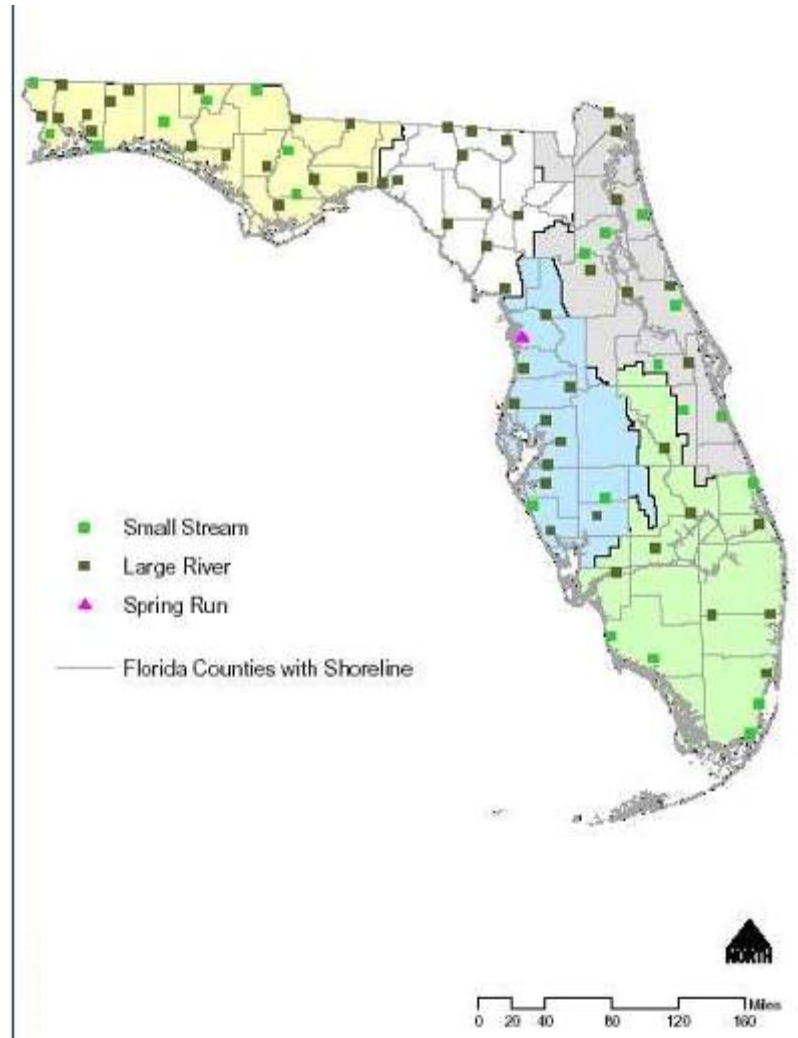 Small Stream
Large River
Spring Run
Florida Counties with Shoreline
NORTH
Miles
0 20 40 80 120 160